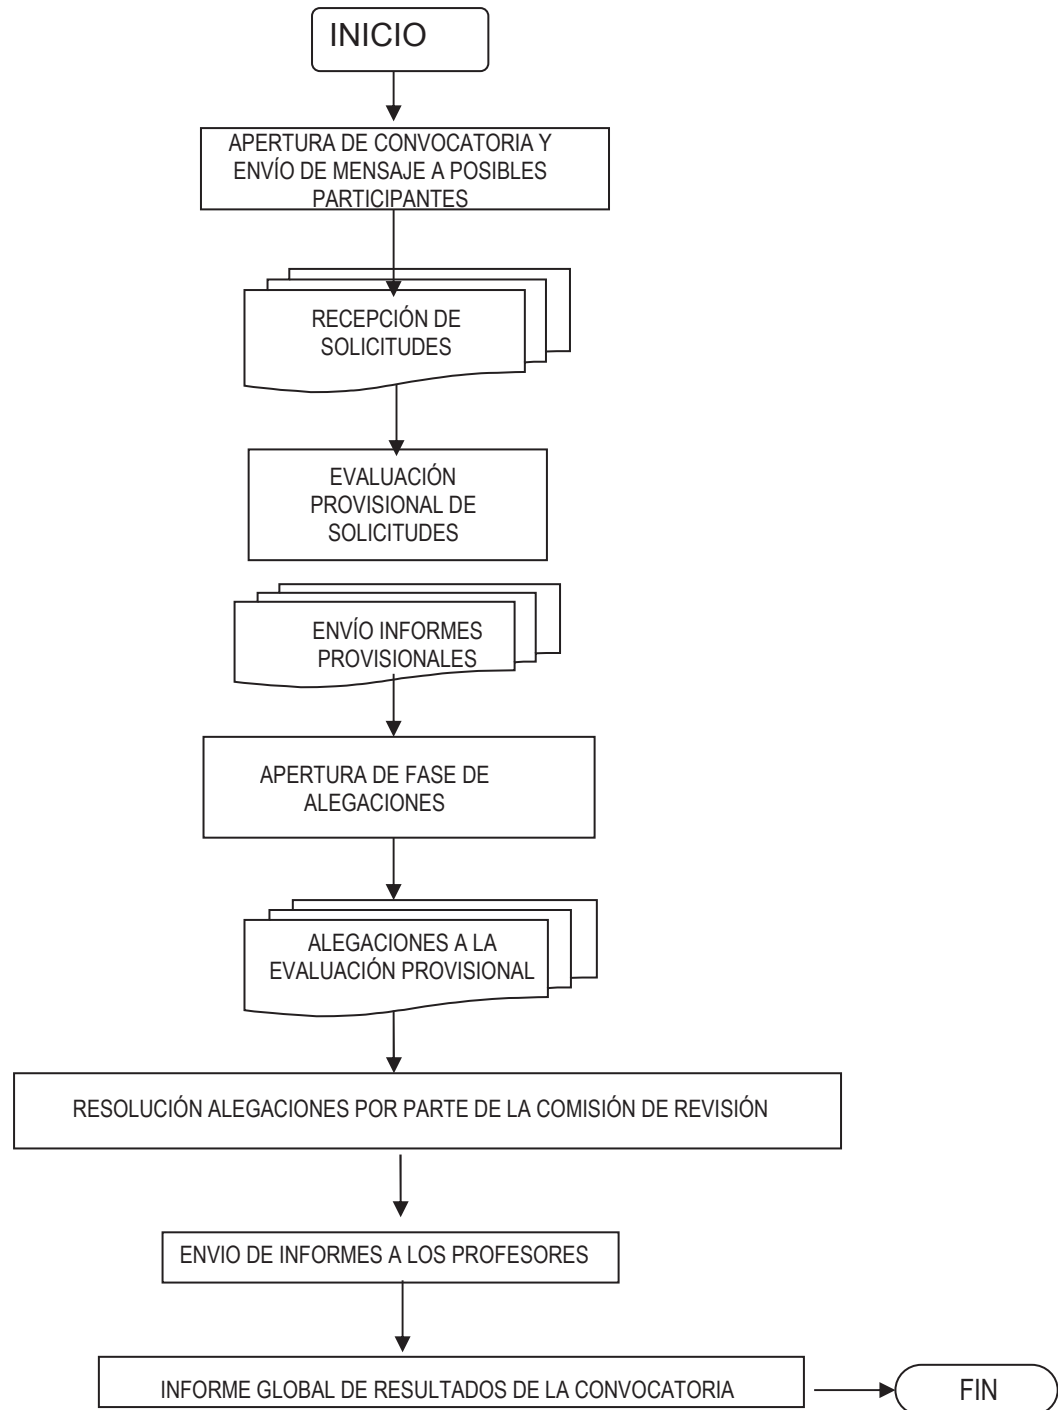 INICIO
APERTURA DE CONVOCATORIA Y
ENVÍO DE MENSAJE A POSIBLES
PARTICIPANTES
RECEPCIÓN DE
SOLICITUDES
EVALUACIÓN
PROVISIONAL DE
SOLICITUDES
ENVÍO INFORMES
PROVISIONALES
APERTURA DE FASE DE
ALEGACIONES
ALEGACIONES A LA
EVALUACIÓN PROVISIONAL
RESOLUCIÓN ALEGACIONES POR PARTE DE LA COMISIÓN DE REVISIÓN
ENVIO DE INFORMES A LOS PROFESORES
INFORME GLOBAL DE RESULTADOS DE LA CONVOCATORIA
FIN